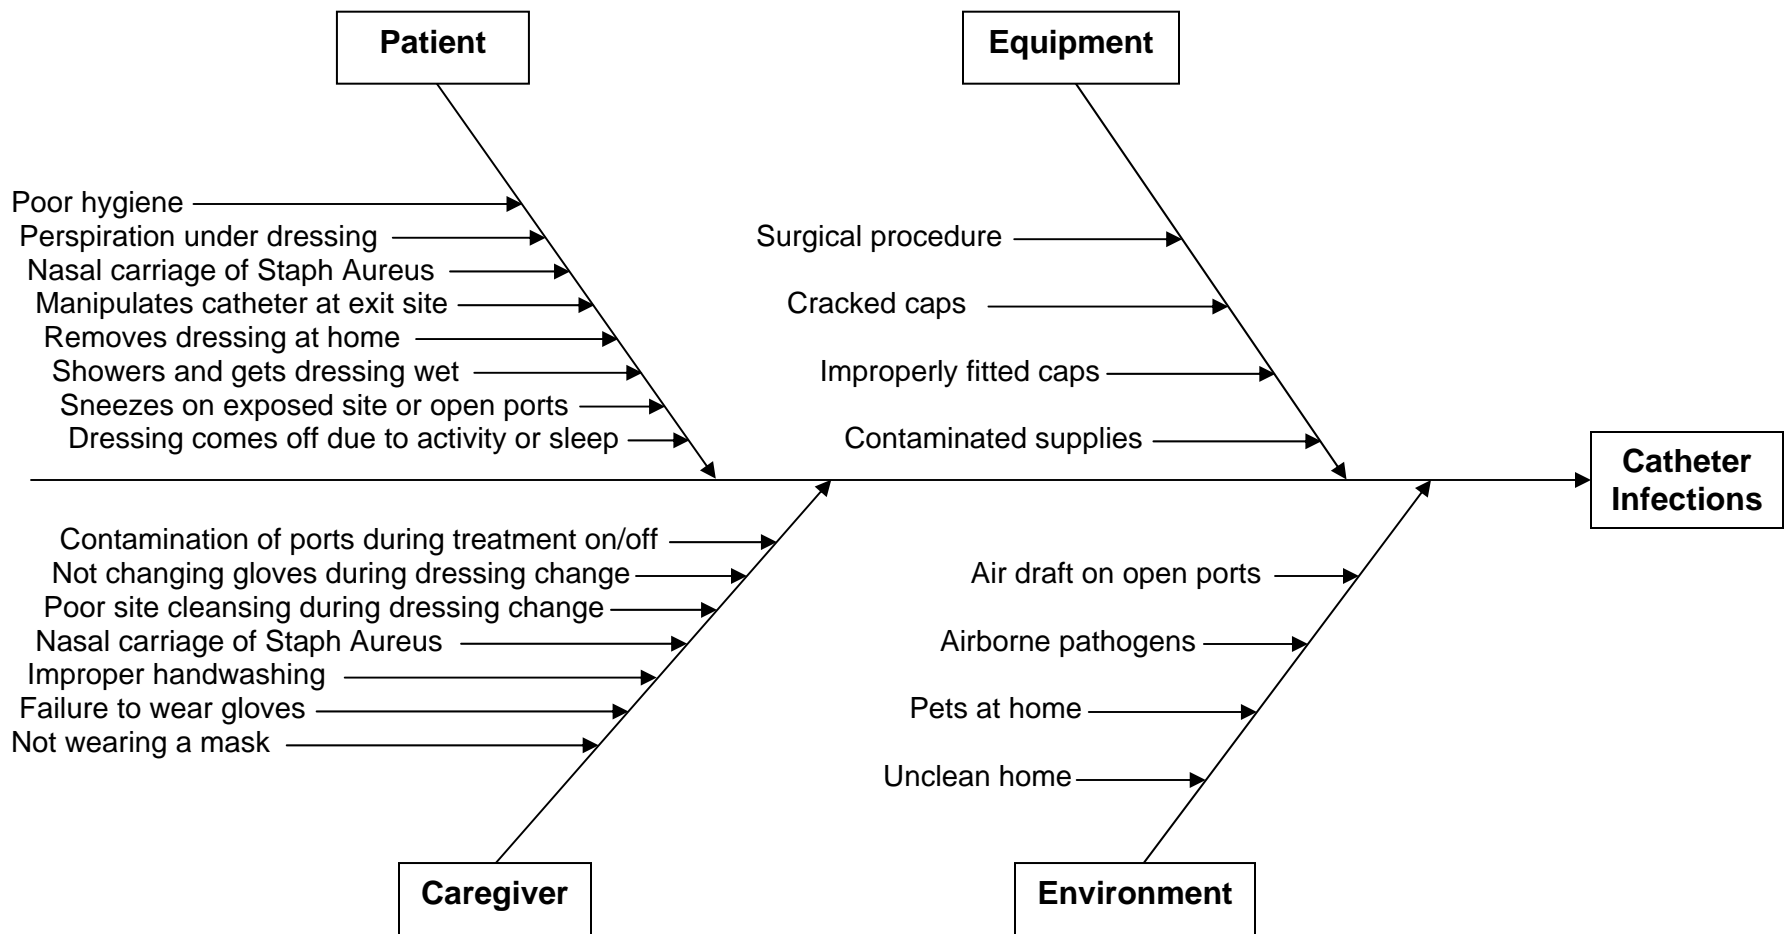 Patient
Equipment
Poor hygiene
Perspiration under dressing
Nasal carriage of Staph Aureus
Manipulates catheter at exit site
Removes dressing at home
Showers and gets dressing wet
Sneezes on exposed site or open ports
Dressing comes off due to activity or sleep
Surgical procedure
Cracked caps
Improperly fitted caps
Contaminated supplies
Catheter
Infections
Contamination of ports during treatment on/off
Not changing gloves during dressing change
Poor site cleansing during dressing change
Nasal carriage of Staph Aureus
Improper handwashing
Failure to wear gloves
Not wearing a mask
Air draft on open ports
Airborne pathogens
Pets at home
Unclean home
Caregiver
Environment